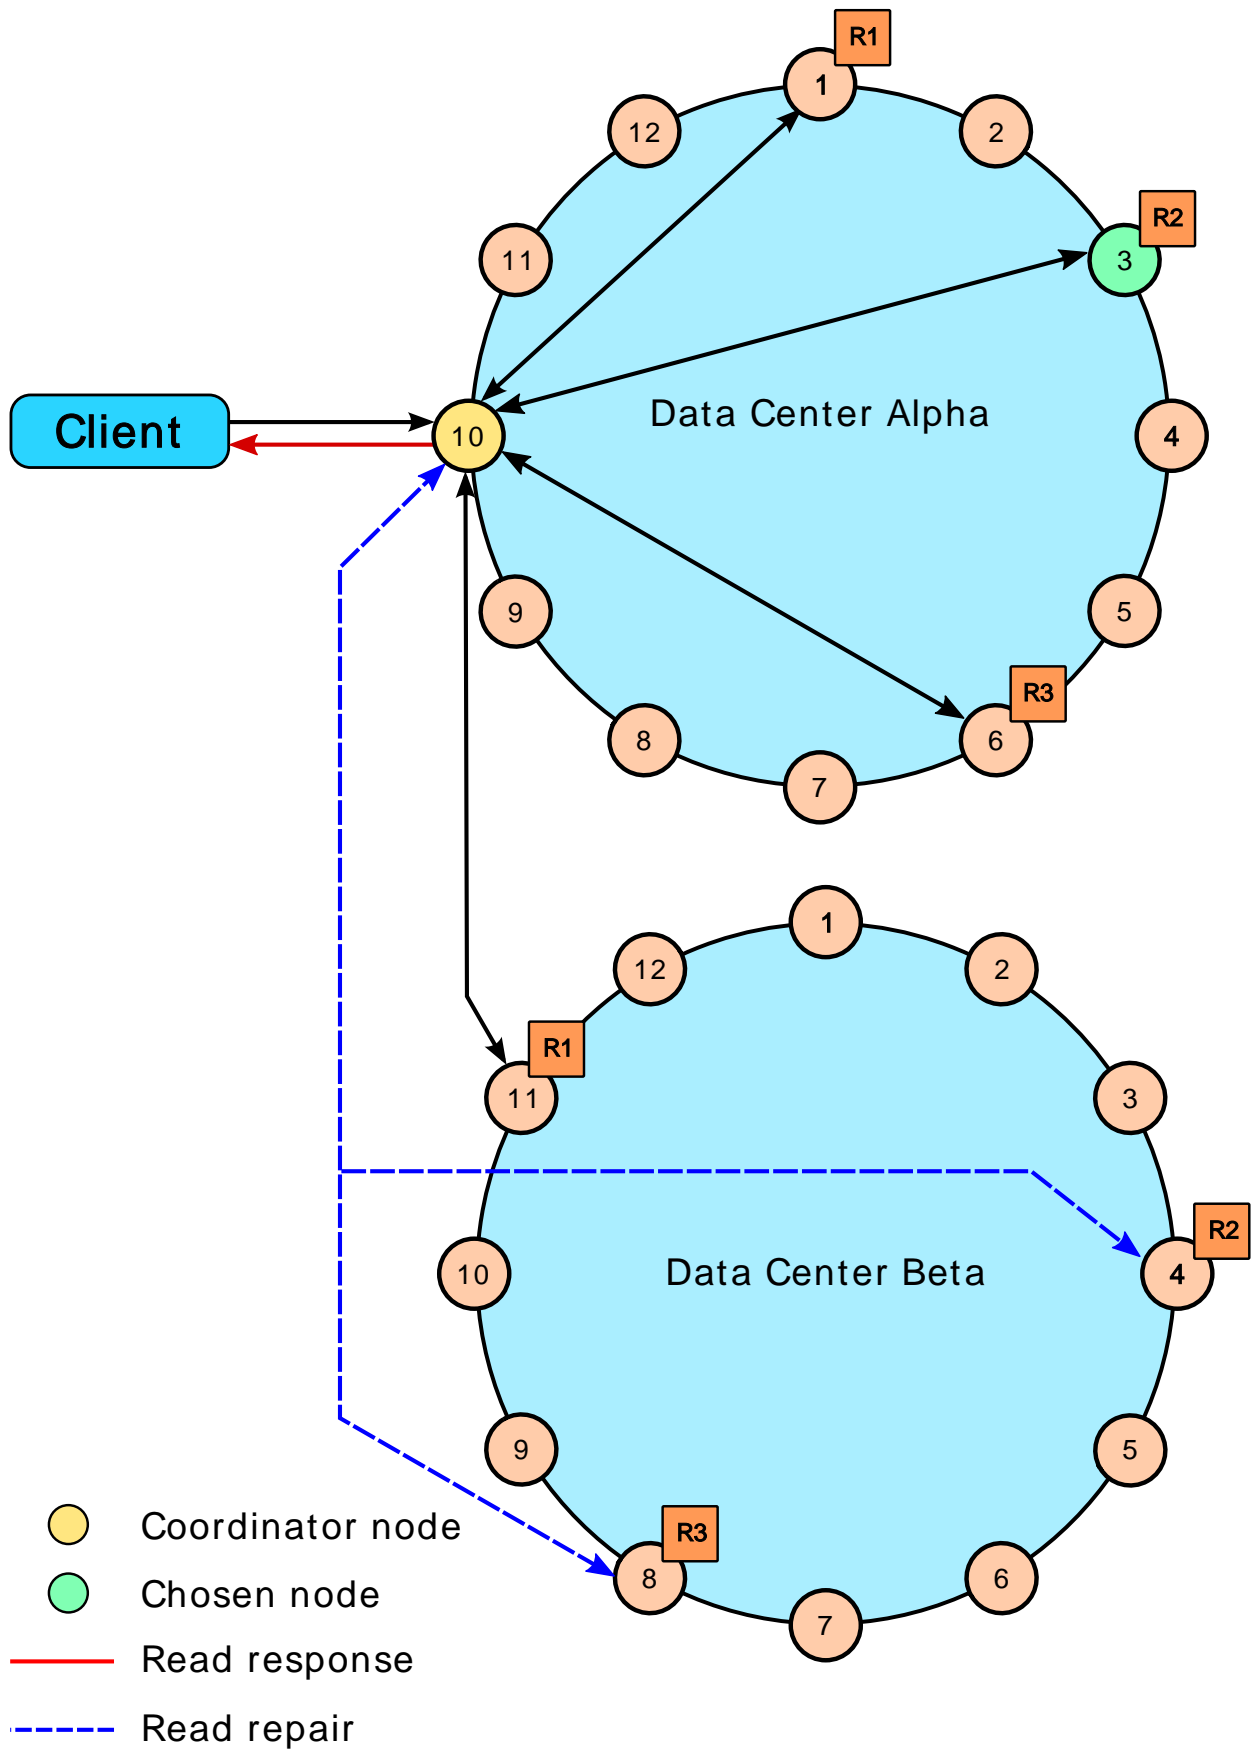 R1
1
12
2
R2
11
3
Client
10
Data Center Alpha
4
9
5
R3
8
6
7
1
12
2
R1
11
3
R2
10
Data Center Beta
4
9
5
R3
8
6
7
Coordinator node
Chosen node
Read response
Read repair